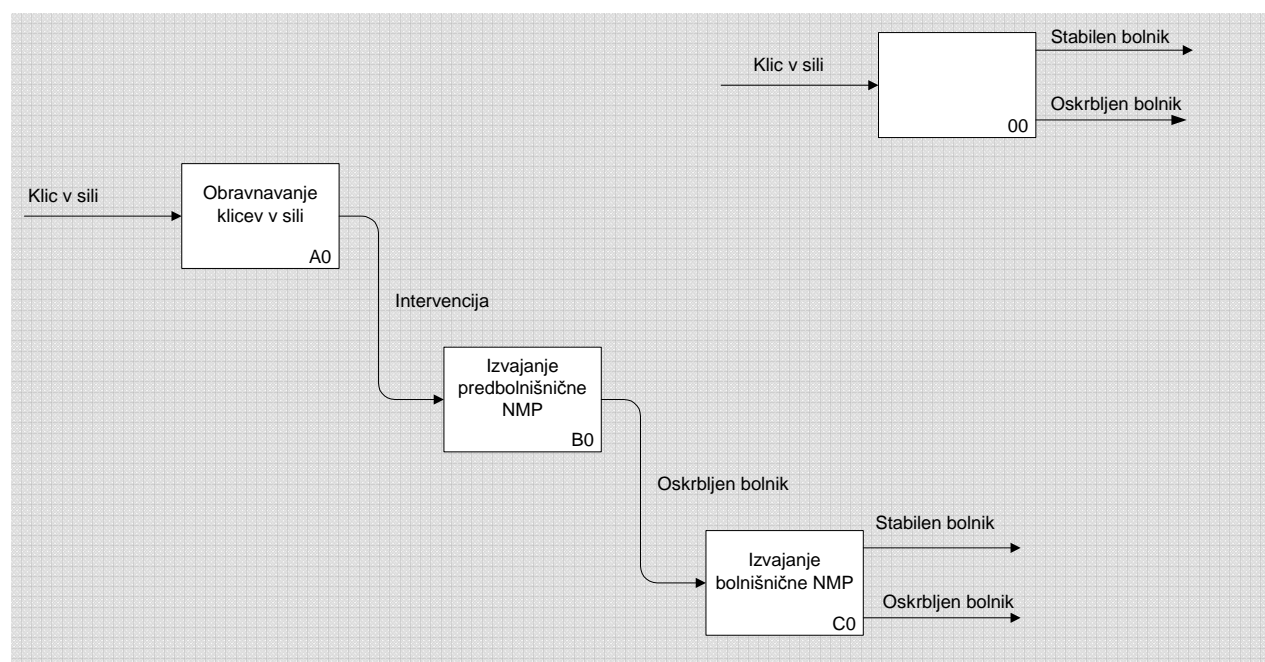 Stabilen bolnik
Klic v sili
Oskrbljen bolnik
00
Klic v sili
Obravnavanje
klicev v sili
A0
Intervencija
Izvajanje
predbolnišnične
NMP
B0
Oskrbljen bolnik
Stabilen bolnik
Izvajanje
bolnišnične NMP
Oskrbljen bolnik
C0